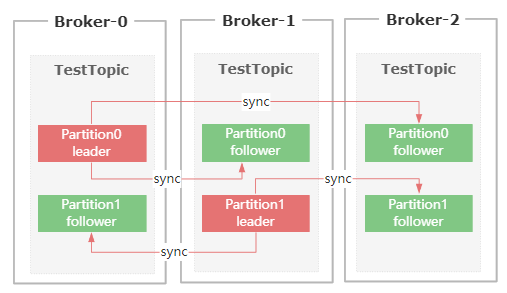 Broker-0
Broker-1
Broker-2
TestTopic
TestTopic
TestTopic
sync
Partition0
leader
Partition0
follower
Partition0
follower
sync
sync
Partition1
follower
Partition1
leader
Partition1
follower
sync